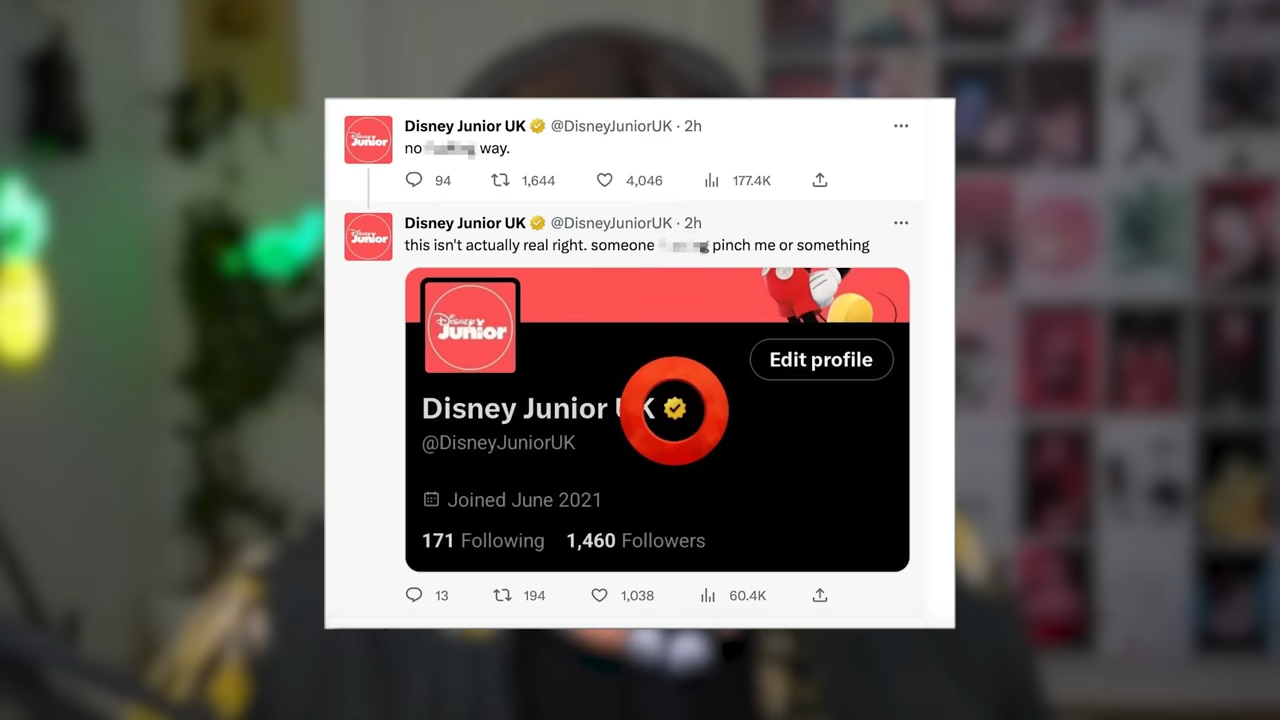 Disney Junior UK @DisneyJuniorUK · 2h
no way.
94 1,644 4,046 177.4K
Disney Junior UK @DisneyJuniorUK · 2h
this isn't actually real right. someone pinch me or something
Disney Junior
Edit profile
Disney Junior UK
@DisneyJuniorUK
Joined June 2021
171 Following 1,460 Followers
13 194 1,038 60.4K